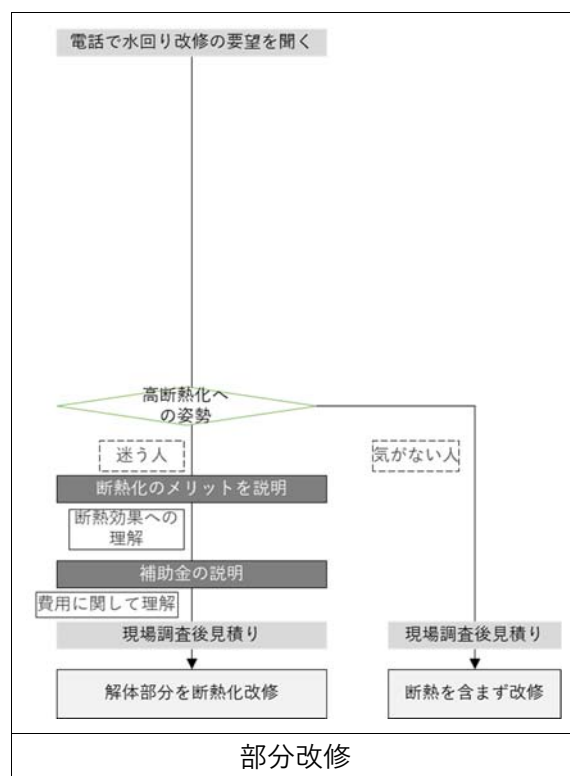 電話で水回り改修の要望を聞く
高断熱化へ
の姿勢
迷う人
気がない人
断熱化のメリットを説明
断熱効果への
理解
補助金の説明
費用に関して理解
現場調査後見積り
現場調査後見積り
解体部分を断熱化改修
断熱を含まず改修
部分改修